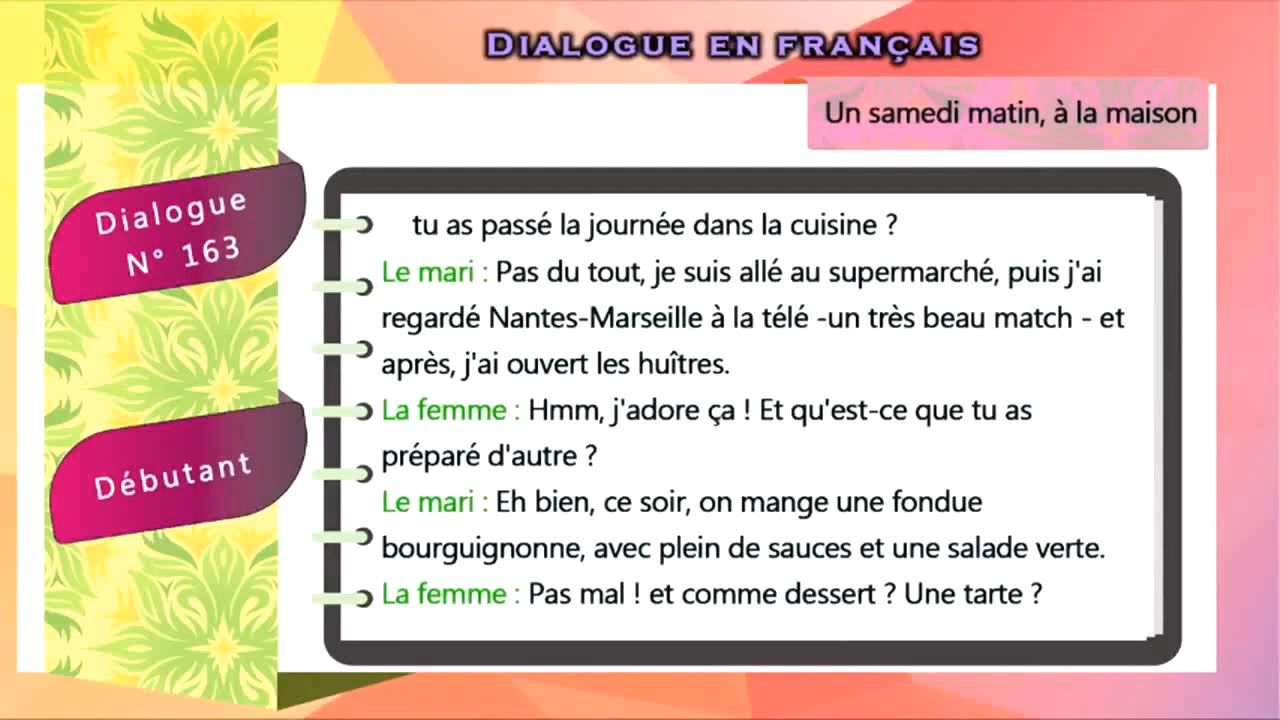 Dialogue en français
Un samedi matin, à la maison
Dialogue
N° 163
Débutant
tu as passé la journée dans la cuisine ?
Le mari : Pas du tout, je suis allé au supermarché, puis j'ai
regardé Nantes-Marseille à la télé -un très beau match - et
après, j'ai ouvert les huîtres.
La femme : Hmm, j'adore ça ! Et qu'est-ce que tu as
préparé d'autre ?
Le mari : Eh bien, ce soir, on mange une fondue
bourguignonne, avec plein de sauces et une salade verte.
La femme : Pas mal ! et comme dessert ? Une tarte ?